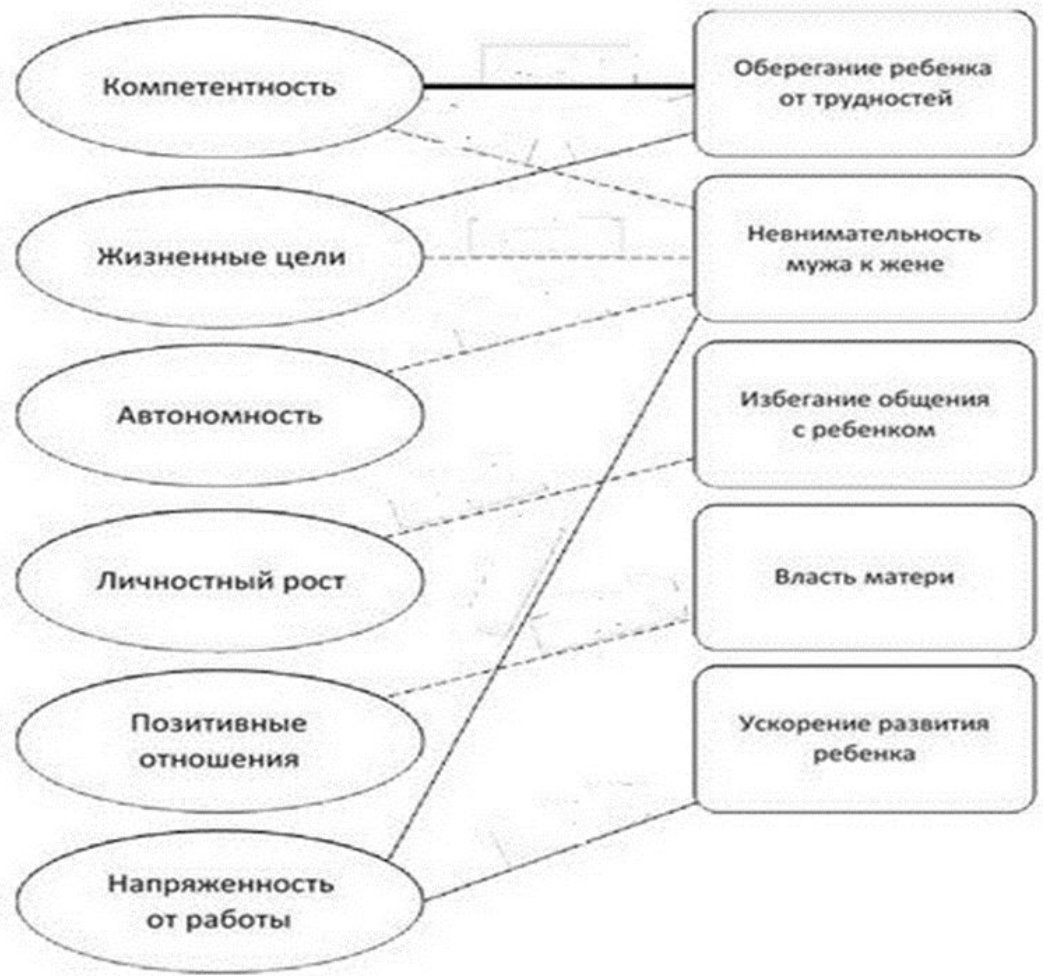 Компетентность
Оберегание ребенка
от трудностей
Жизненные цели
Невнимательность
мужа к жене
Автономность
Избегание общения
с ребенком
Личностный рост
Власть матери
Позитивные
отношения
Ускорение развития
ребенка
Напряженность
от работы